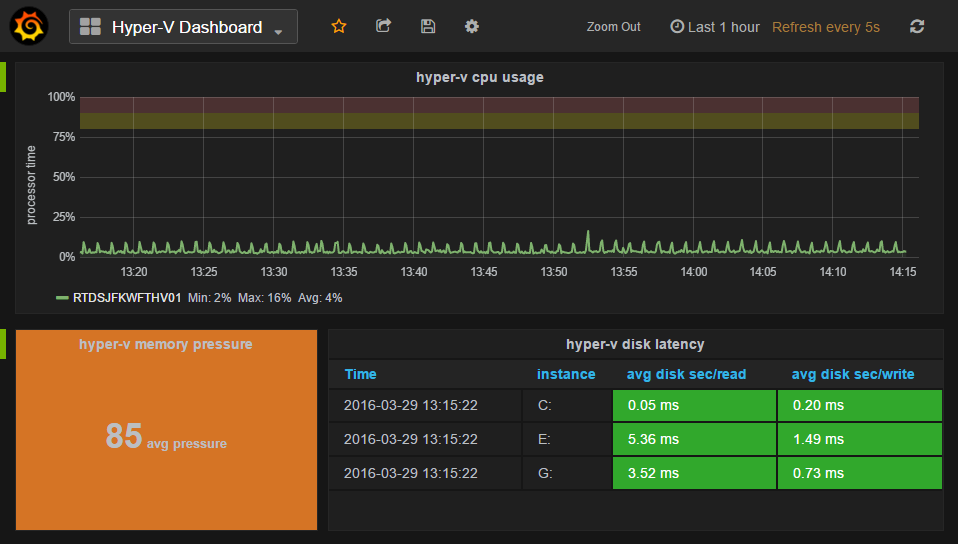 Hyper-V Dashboard Zoom Out Last 1 hour Refresh every 5s
hyper-v cpu usage
processor time
100%
75%
50%
25%
0%
13:20 13:25 13:30 13:35 13:40 13:45 13:50 13:55 14:00 14:05 14:10 14:15
RTDSJFKWFTHV01 Min: 2% Max: 16% Avg: 4%
hyper-v memory pressure
85 avg pressure
hyper-v disk latency
Time instance avg disk sec/read avg disk sec/write
2016-03-29 13:15:22 C: 0.05 ms 0.20 ms
2016-03-29 13:15:22 E: 5.36 ms 1.49 ms
2016-03-29 13:15:22 G: 3.52 ms 0.73 ms